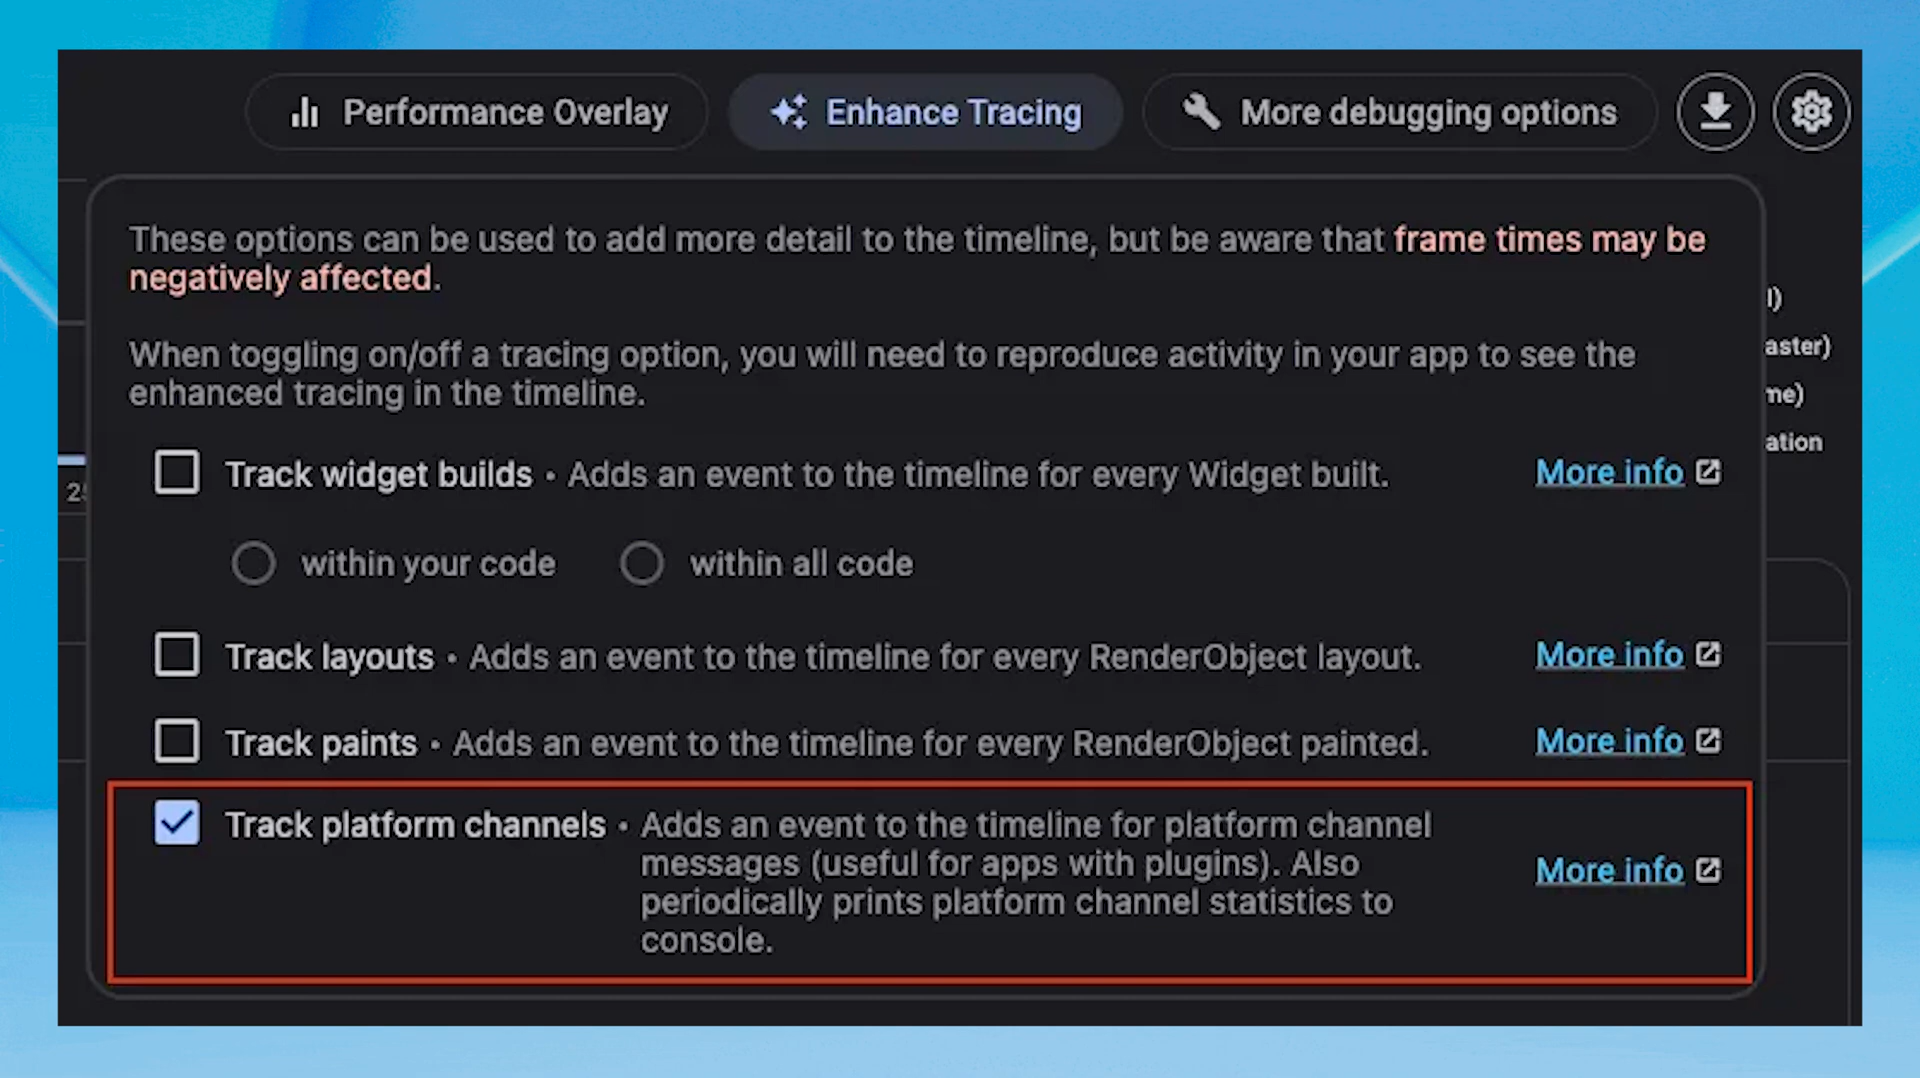 Performance Overlay
Enhance Tracing
More debugging options
These options can be used to add more detail to the timeline, but be aware that frame times may be
negatively affected.
When toggling on/off a tracing option, you will need to reproduce activity in your app to see the
enhanced tracing in the timeline.
Track widget builds • Adds an event to the timeline for every Widget built.
More info
within your code
within all code
Track layouts • Adds an event to the timeline for every RenderObject layout.
More info
Track paints • Adds an event to the timeline for every RenderObject painted.
More info
Track platform channels • Adds an event to the timeline for platform channel
messages (useful for apps with plugins). Also
periodically prints platform channel statistics to
console.
More info